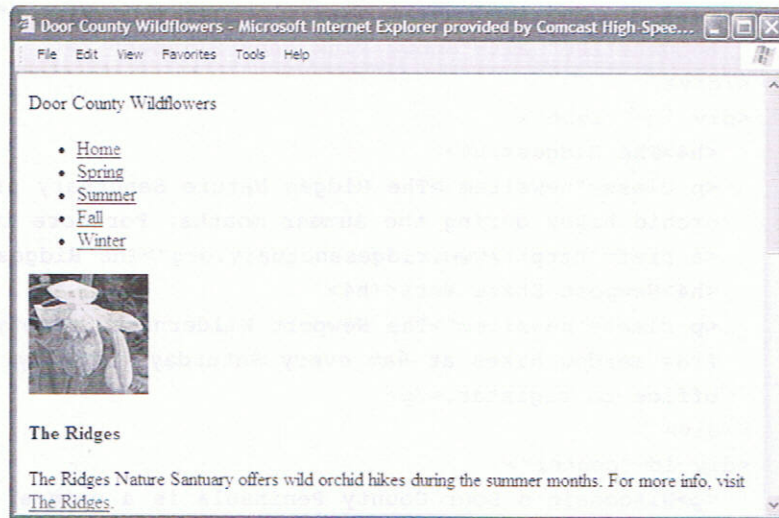 Door County Wildflowers - Microsoft Internet Explorer provided by Comcast High-Spee...
File Edit View Favorites Tools Help
Door County Wildflowers
• Home
• Spring
• Summer
• Fall
• Winter
The Ridges
The Ridges Nature Santuary offers wild orchid hikes during the summer months. For more info, visit
The Ridges.